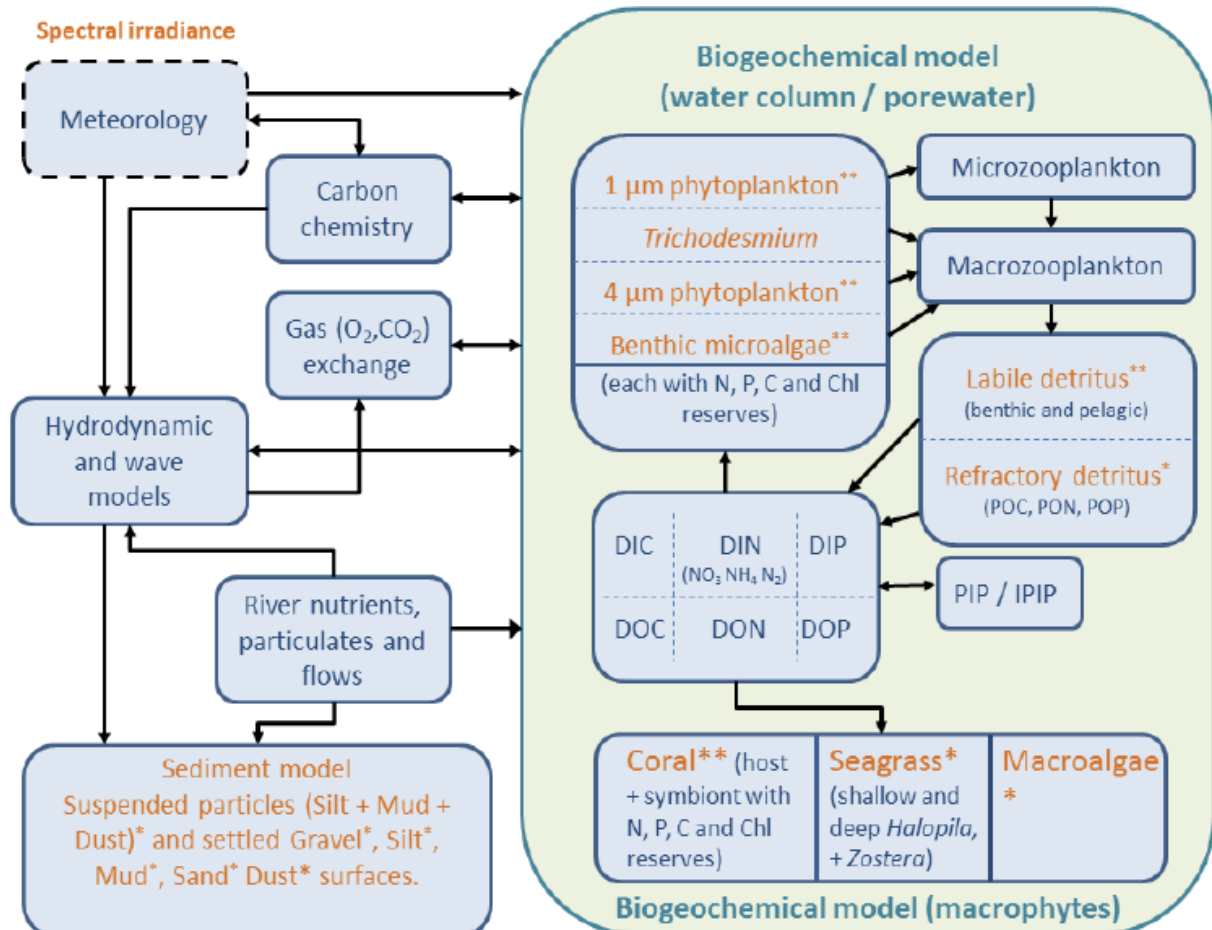 Spectral irradiance
Meteorology
Carbon
chemistry
Gas (O₂,CO₂)
exchange
Hydrodynamic
and wave
models
River nutrients,
particulates and
flows
Sediment model
Suspended particles (Silt + Mud +
Dust)* and settled Gravel*, Silt*,
Mud*, Sand* Dust* surfaces.
Biogeochemical model
(water column / porewater)
1 µm phytoplankton**
Trichodesmium
4 µm phytoplankton**
Benthic microalgae**
(each with N, P, C and Chl
reserves)
Microzooplankton
Macrozooplankton
Labile detritus**
(benthic and pelagic)
Refractory detritus*
(POC, PON, POP)
DIC DIN DIP
(NO₃ NH₄ N₂)
DOC DON DOP
PIP / IPIP
Coral** (host
+ symbiont with
N, P, C and Chl
reserves)
Seagrass*
(shallow and
deep Halopila,
+ Zostera)
Macroalgae
*
Biogeochemical model (macrophytes)